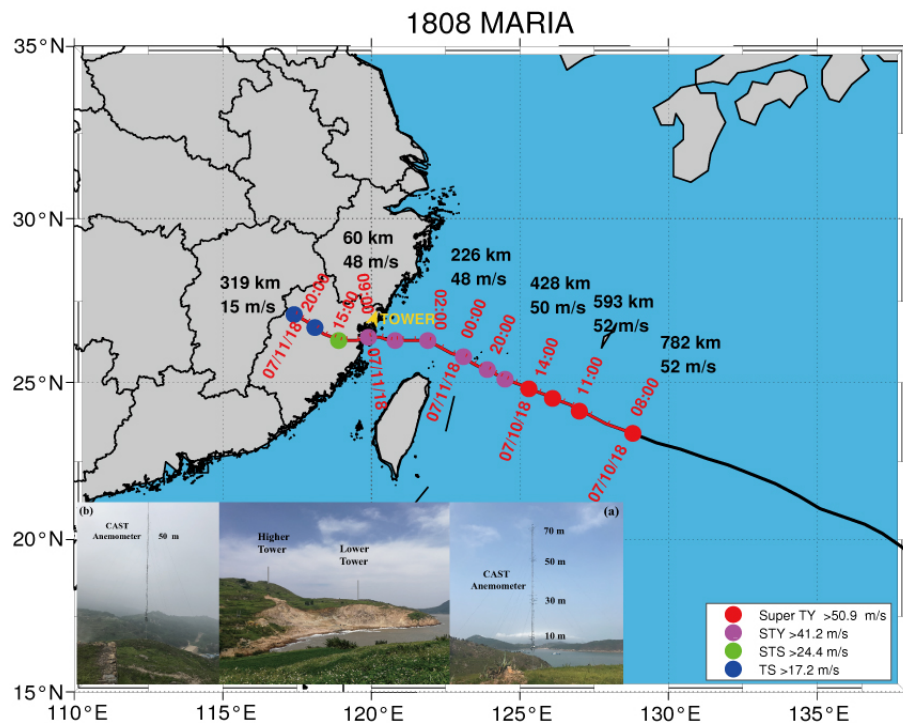 1808 MARIA
35°N
30°N
25°N
20°N
15°N
110°E
115°E
120°E
125°E
130°E
135°E
319 km
15 m/s
60 km
48 m/s
226 km
48 m/s
428 km
50 m/s
593 km
52 m/s
782 km
52 m/s
07/11/18
20:00
15:00
09:00
TOWER
07/11/18
02:00
07/11/18
00:00
20:00
07/10/18
14:00
11:00
07/10/18
08:00
(b)
CAST
Anemometer
50 m
Higher
Tower
Lower
Tower
(a)
CAST
Anemometer
70 m
50 m
30 m
10 m
Super TY >50.9 m/s
STY >41.2 m/s
STS >24.4 m/s
TS >17.2 m/s